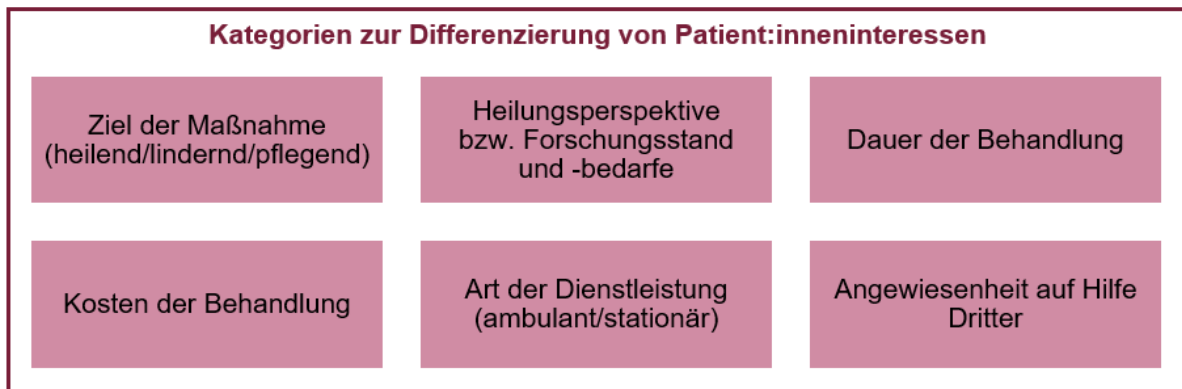 Kategorien zur Differenzierung von Patient:inneninteressen
Ziel der Maßnahme
(heilend/lindernd/pflegend)
Heilungsperspektive
bzw. Forschungsstand
und -bedarfe
Dauer der Behandlung
Kosten der Behandlung
Art der Dienstleistung
(ambulant/stationär)
Angewiesenheit auf Hilfe
Dritter